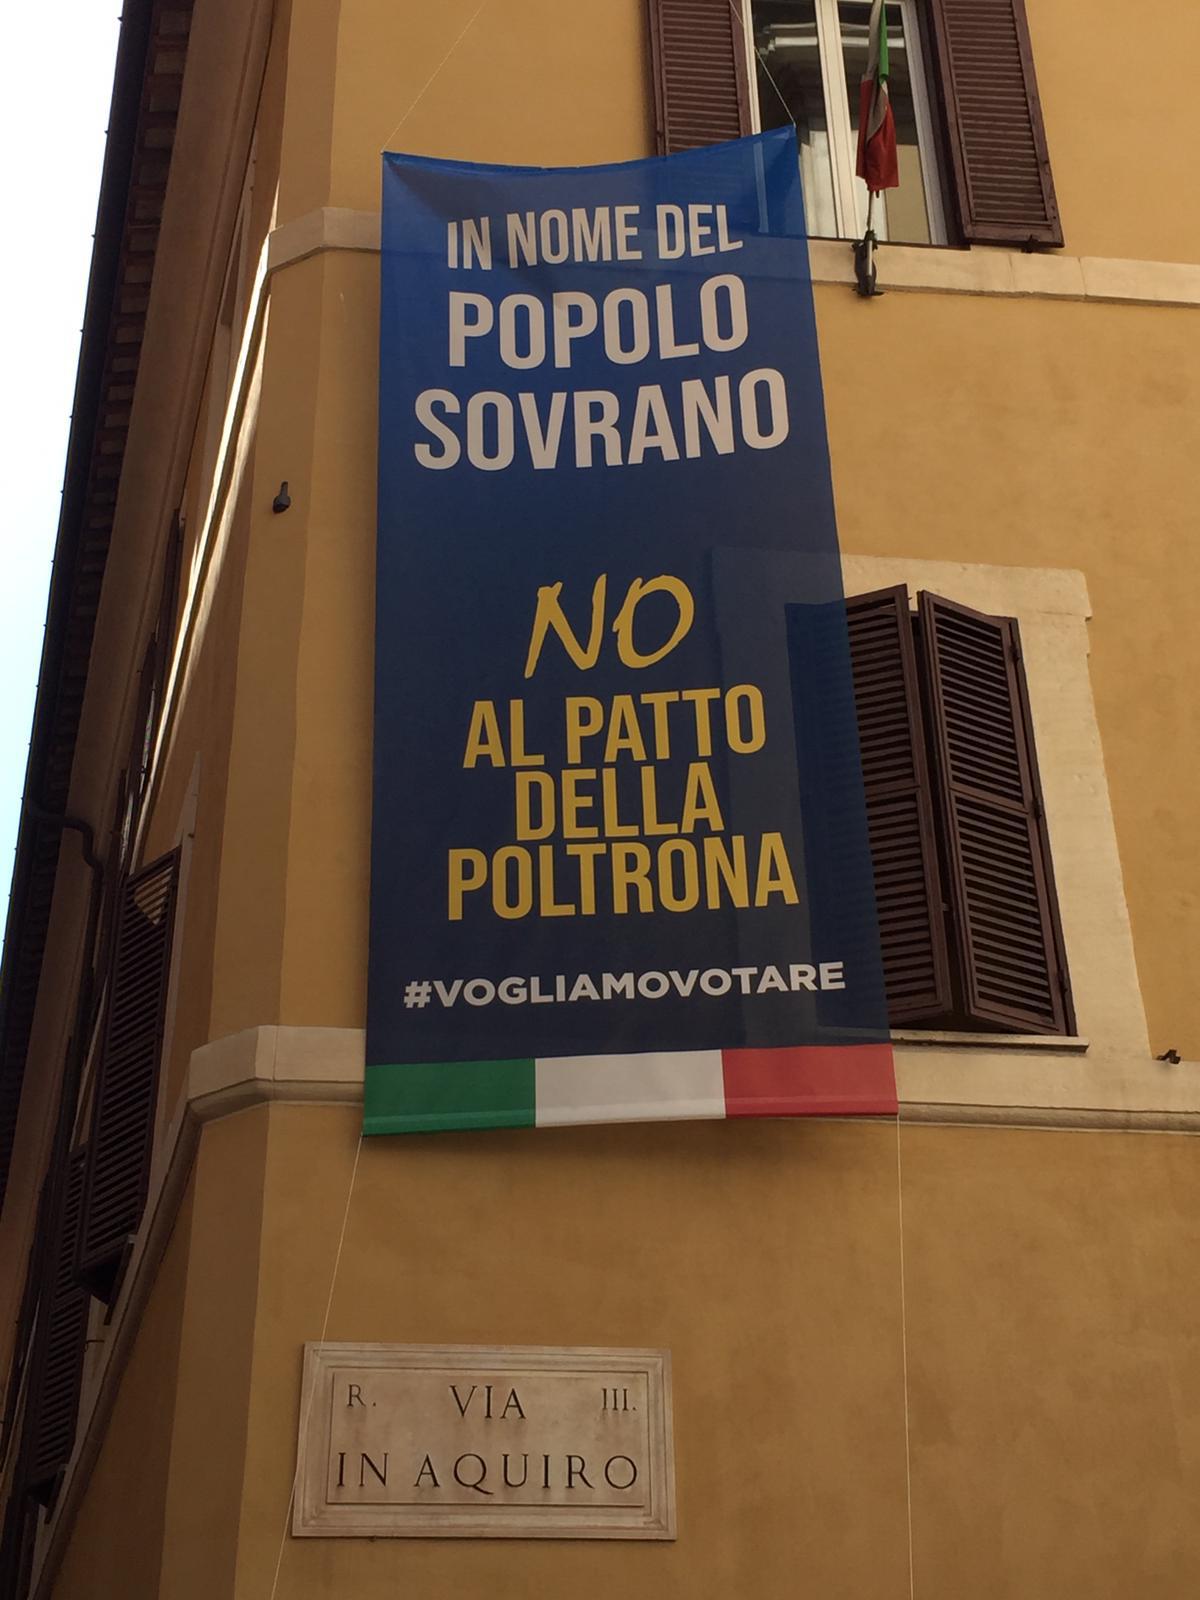 IN NOME DEL
POPOLO
SOVRANO
NO
AL PATTO
DELLA
POLTRONA
#VOGLIAMOVOTARE
R. VIA III.
IN AQUIRO